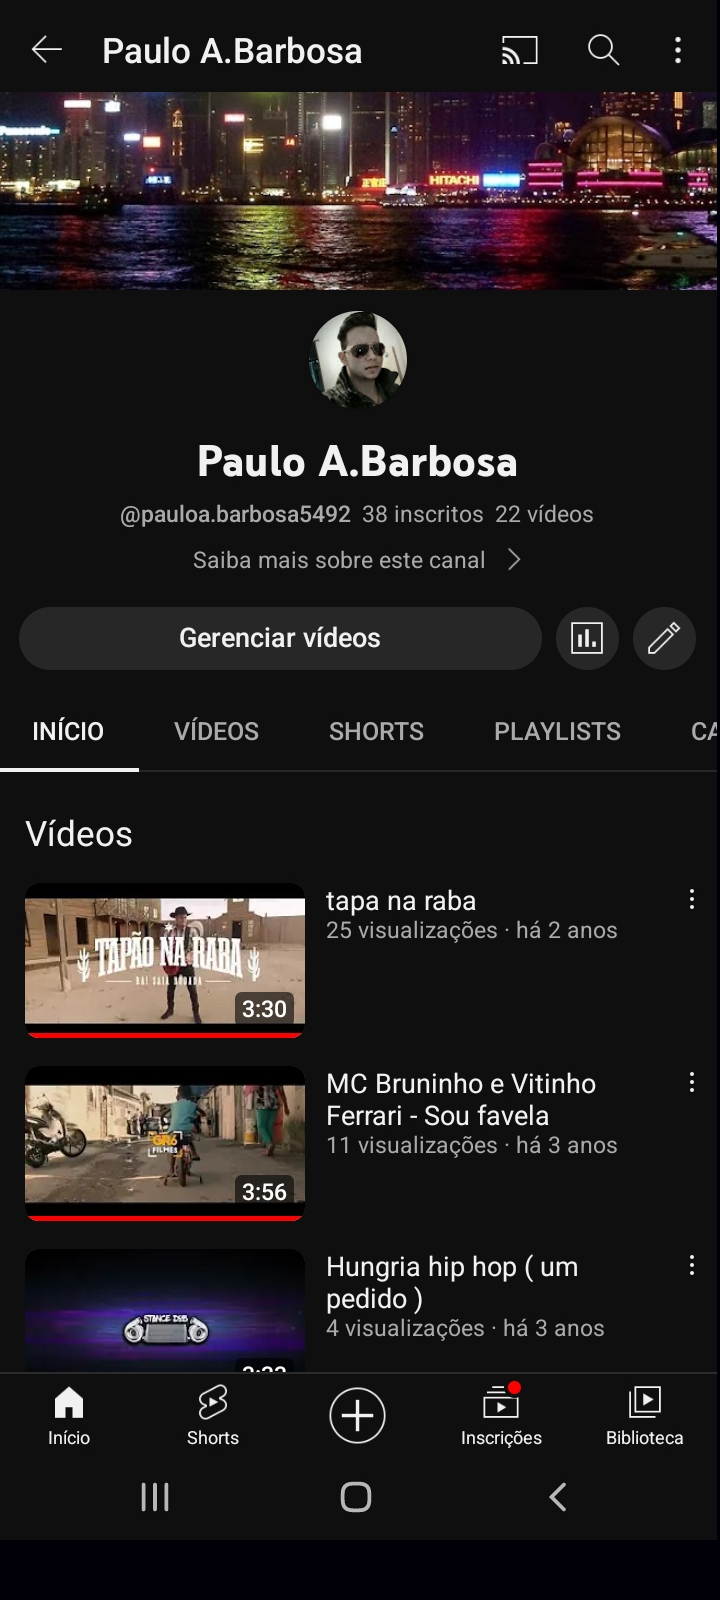 Paulo A.Barbosa
Panasonic
HITACHI
Paulo A.Barbosa
@pauloa.barbosa5492 38 inscritos 22 vídeos
Saiba mais sobre este canal
Gerenciar vídeos
INÍCIO VÍDEOS SHORTS PLAYLISTS CA
Vídeos
TAPÃO NA RABA
3:30
tapa na raba
25 visualizações · há 2 anos
GR6
FILMES
3:56
MC Bruninho e Vitinho
Ferrari - Sou favela
11 visualizações · há 3 anos
STANCE DUB
Hungria hip hop ( um
pedido )
4 visualizações · há 3 anos
Início Shorts Inscrições Biblioteca